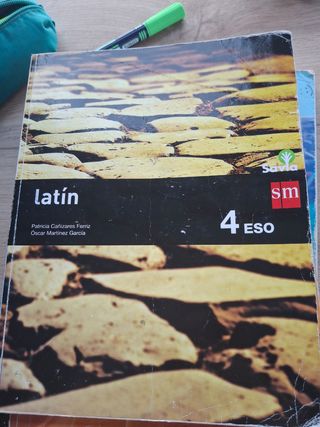 Savia
sm
latín
Patricia Cañizares Ferriz
Óscar Martínez García
4 ESO